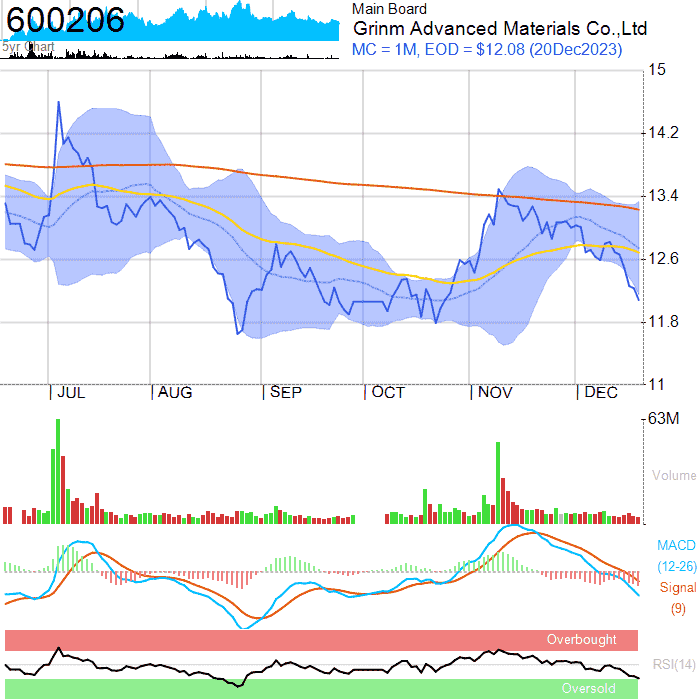 600206
5yr Chart
Main Board
Grinm Advanced Materials Co.,Ltd
MC = 1M, EOD = $12.08 (20Dec2023)
15
14.2
13.4
12.6
11.8
11
JUL AUG SEP OCT NOV DEC
63M
Volume
MACD
(12-26)
Signal
(9)
Overbought
RSI(14)
Oversold